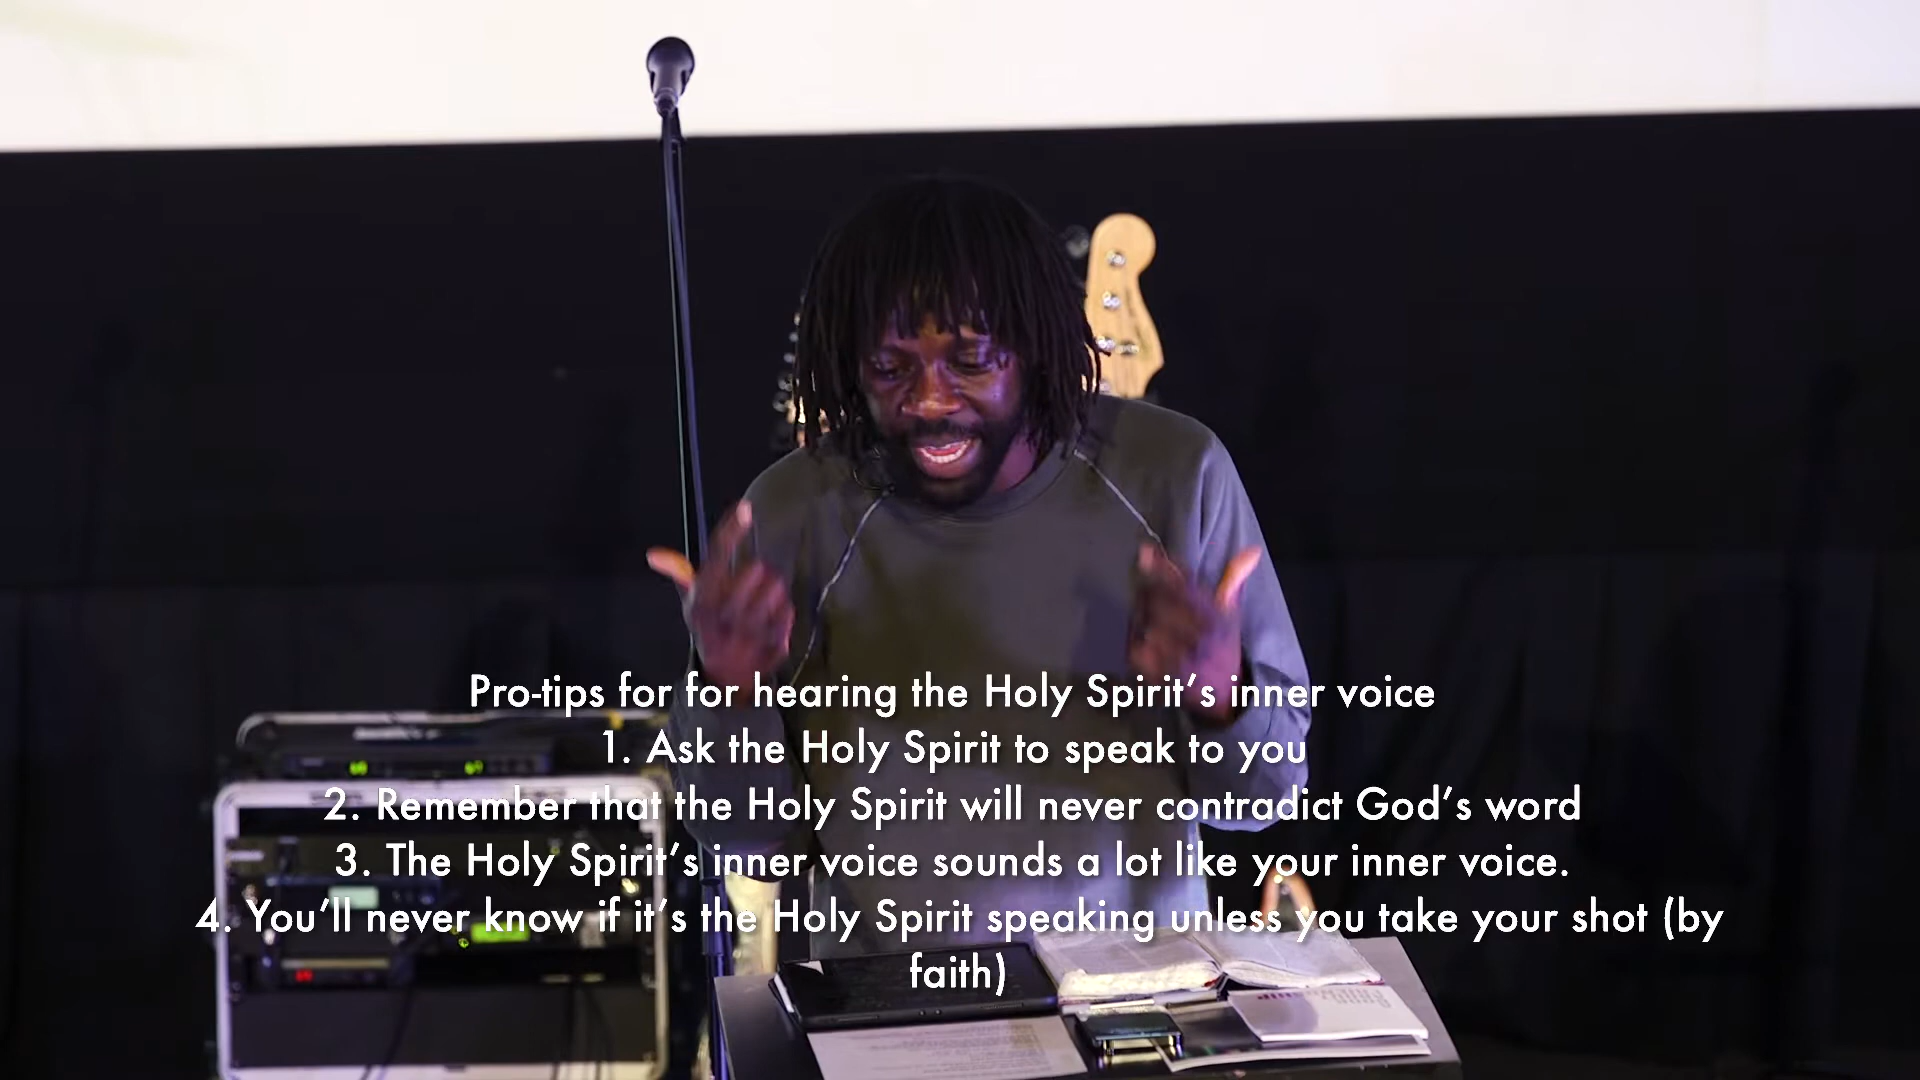 Pro-tips for for hearing the Holy Spirit's inner voice
1. Ask the Holy Spirit to speak to you
2. Remember that the Holy Spirit will never contradict God's word
3. The Holy Spirit's inner voice sounds a lot like your inner voice.
4. You'll never know if it's the Holy Spirit speaking unless you take your shot (by
faith)